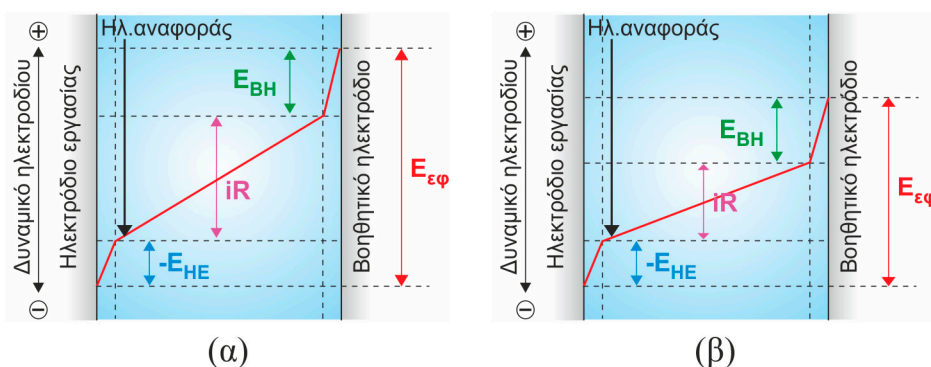 Ηλ.αναφοράς
⊕
Δυναμικό ηλεκτροδίου
⊖
Ηλεκτρόδιο εργασίας
E_BH
iR
-E_HE
Βοηθητικό ηλεκτρόδιο
E_εφ
(α)
Ηλ.αναφοράς
⊕
Δυναμικό ηλεκτροδίου
⊖
Ηλεκτρόδιο εργασίας
E_BH
iR
-E_HE
Βοηθητικό ηλεκτρόδιο
E_εφ
(β)